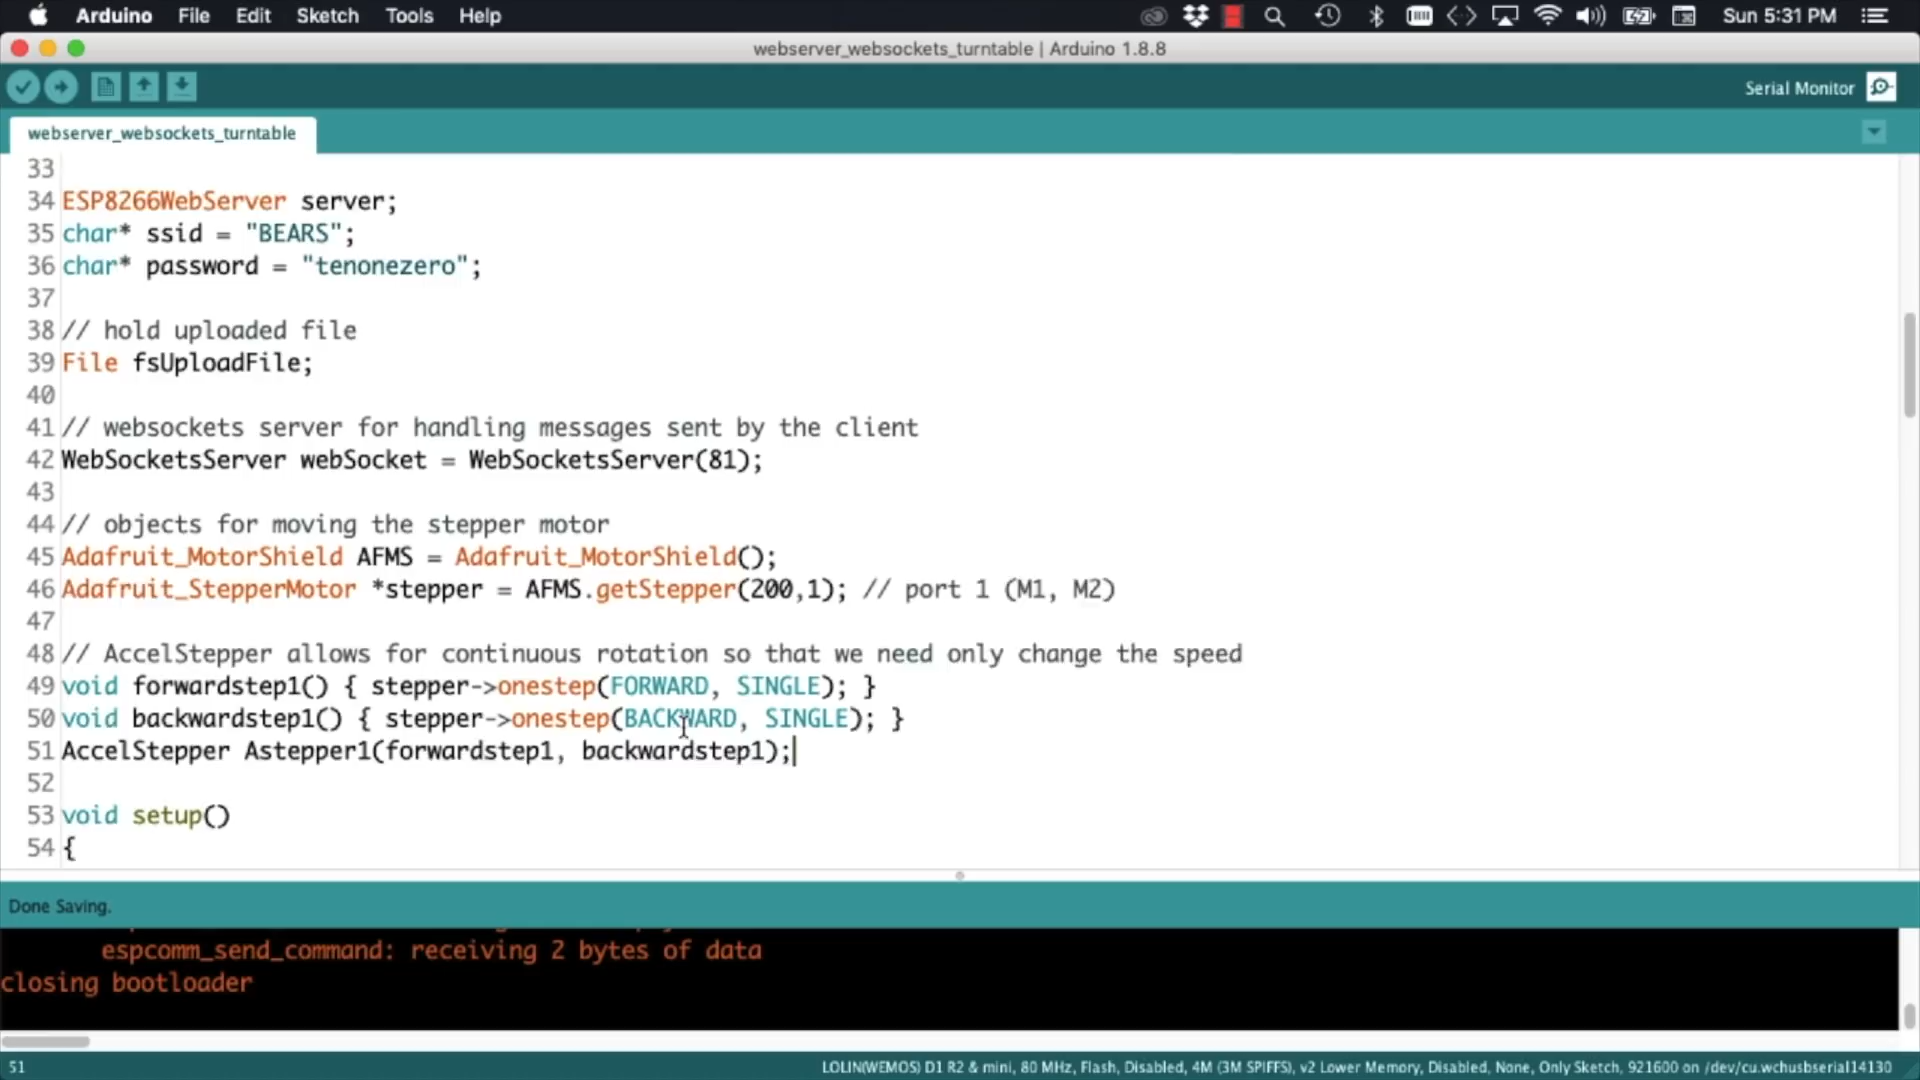 Arduino File Edit Sketch Tools Help Sun 5:31 PM
webserver_websockets_turntable | Arduino 1.8.8
Serial Monitor
webserver_websockets_turntable
33
34 ESP8266WebServer server;
35 char* ssid = "BEARS";
36 char* password = "tenonezero";
37
38 // hold uploaded file
39 File fsUploadFile;
40
41 // websockets server for handling messages sent by the client
42 WebSocketsServer webSocket = WebSocketsServer(81);
43
44 // objects for moving the stepper motor
45 Adafruit_MotorShield AFMS = Adafruit_MotorShield();
46 Adafruit_StepperMotor *stepper = AFMS.getStepper(200,1); // port 1 (M1, M2)
47
48 // AccelStepper allows for continuous rotation so that we need only change the speed
49 void forwardstep1() { stepper->onestep(FORWARD, SINGLE); }
50 void backwardstep1() { stepper->onestep(BACKWARD, SINGLE); }
51 AccelStepper Astepper1(forwardstep1, backwardstep1);
52
53 void setup()
54 {
Done Saving.
espcomm_send_command: receiving 2 bytes of data
closing bootloader
51 LOLIN(WEMOS) D1 R2 & mini, 80 MHz, Flash, Disabled, 4M (3M SPIFFS), v2 Lower Memory, Disabled, None, Only Sketch, 921600 on /dev/cu.wchusbserial14130